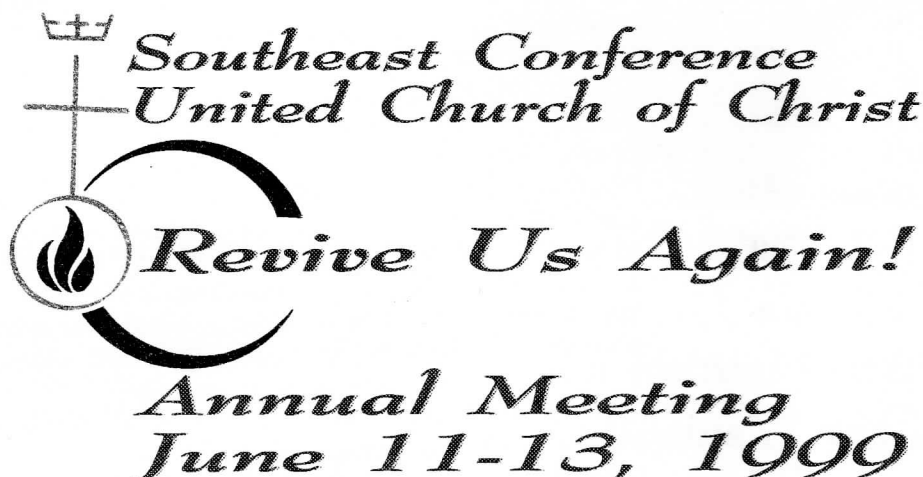 Southeast Conference
United Church of Christ
Revive Us Again!
Annual Meeting
June 11-13, 1999